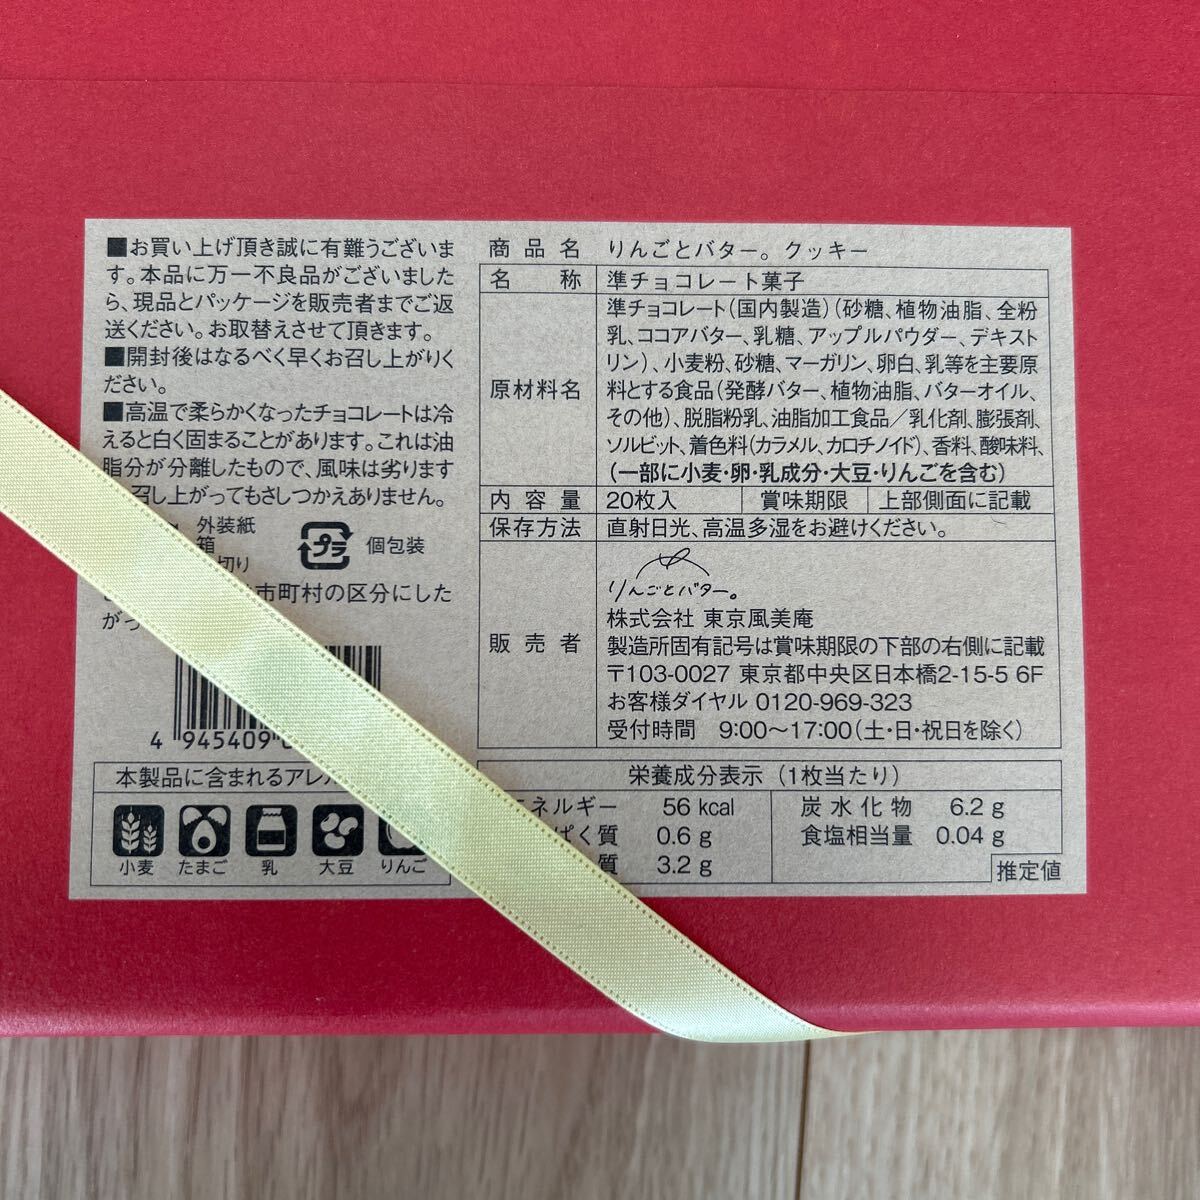 ■お買い上げ頂き誠に有難うございま
す。本品に万一不良品がございました
ら、現品とパッケージを販売者までご返
送ください。お取替えさせて頂きます。
■開封後はなるべく早くお召し上がりく
ださい。
■高温で柔らかくなったチョコレートは冷
えると白く固まることがあります。これは油
脂分が分離したもので、風味は劣ります
召し上がってもさしつかえありません。
外装紙
箱
切り
プラ 個包装
市町村の区分にした
がっ
4 945409
本製品に含まれるアレル
小麦 たまご 乳 大豆 りんご
商品名 りんごとバター。クッキー
名称 準チョコレート菓子
原材料名 準チョコレート(国内製造)(砂糖、植物油脂、全粉
乳、ココアバター、乳糖、アップルパウダー、デキスト
リン)、小麦粉、砂糖、マーガリン、卵白、乳等を主要原
料とする食品(発酵バター、植物油脂、バターオイル、
その他)、脱脂粉乳、油脂加工食品/乳化剤、膨張剤、
ソルビット、着色料(カラメル、カロチノイド)、香料、酸味料、
(一部に小麦・卵・乳成分・大豆・りんごを含む)
内容量 20枚入 賞味期限 上部側面に記載
保存方法 直射日光、高温多湿をお避けください。
販売者 りんごとバター。
株式会社 東京風美庵
製造所固有記号は賞味期限の下部の右側に記載
〒103-0027 東京都中央区日本橋2-15-5 6F
お客様ダイヤル 0120-969-323
受付時間 9:00〜17:00(土・日・祝日を除く)
栄養成分表示(1枚当たり)
エネルギー 56 kcal 炭水化物 6.2 g
ぱく質 0.6 g 食塩相当量 0.04 g
質 3.2 g
推定値